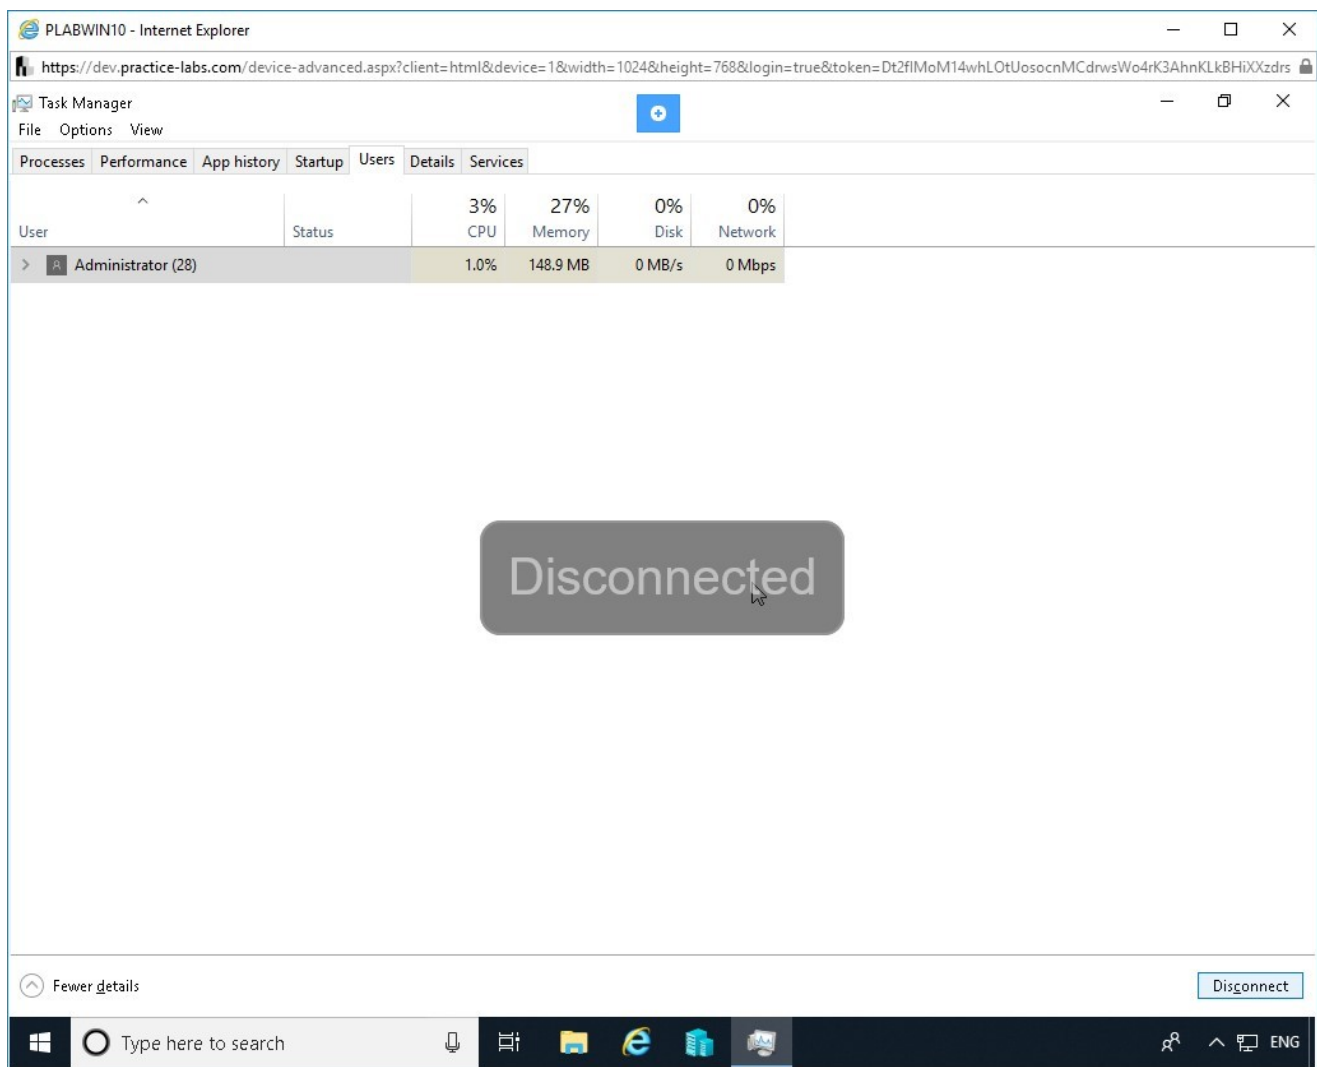 PLABWIN10 - Internet Explorer
https://dev.practice-labs.com/device-advanced.aspx?client=html&device=1&width=1024&height=768&login=true&token=Dt2flMoM14whLOtUosocnMCdrwsWo4rK3AhnKLkBHiXXzdrs
Task Manager
File Options View
Processes Performance App history Startup Users Details Services
3% 27% 0% 0%
User Status CPU Memory Disk Network
Administrator (28) 1.0% 148.9 MB 0 MB/s 0 Mbps
Disconnected
Fewer details Disconnect
Type here to search ENG